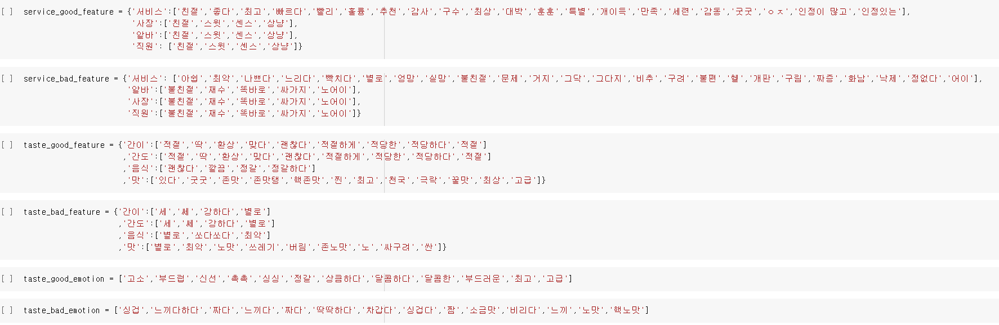 [ ] service_good_feature = {'서비스':['친절','좋다','최고','빠르다','빨리','훌륭','추천','감사','구수','최상','대박','훈훈','특별','개이득','만족','세련','감동','굿굿','ㅇㅈ','인정이 많고','인정있는'],
'사장':['친절','스윗','센스','상냥'],
'알바':['친절','스윗','센스','상냥'],
'직원': ['친절','스윗','센스','상냥']}
[ ] service_bad_feature = {'서비스': ['아쉽','최악','나쁘다','느리다','빡치다','별로','엉망','실망','불친절','문제','거지','그닥','그다지','비추','구려','불편','헬','개판','구림','짜증','화남','낙제','정없다','어이'],
'알바':['불친절','재수','똑바로','싸가지','노어이'],
'사장':['불친절','재수','똑바로','싸가지','노어이'],
'직원':['불친절','재수','똑바로','싸가지','노어이']}
[ ] taste_good_feature = {'간이':['적절','딱','환상','맞다','괜찮다','적절하게','적당한','적당하다','적절']
,'간도':['적절','딱','환상','맞다','괜찮다','적절하게','적당한','적당하다','적절']
,'음식':['괜찮다','깔끔','정갈','정갈하다']
,'맛':['있다','굿굿','존맛','존맛탱','핵존맛','찐','최고','천국','극락','꿀맛','최상','고급']}
[ ] taste_bad_feature = {'간이':['세','쎄','강하다','별로']
,'간도':['세','쎄','강하다','별로']
,'음식':['별로','쏘다쏘다','최악']
,'맛':['별로','최악','노맛','쓰레기','버림','존노맛','노','싸구려','싼']}
[ ] taste_good_emotion = ['고소','부드럽','신선','촉촉','싱싱','정갈','상큼하다','달콤하다','달콤한','부드러운','최고','고급']
[ ] taste_bad_emotion = ['싱겁','느끼다하다','짜다','느끼다','짜다','딱딱하다','차갑다','싱겁다','짬','소금맛','비리다','느끼','노맛','핵노맛']